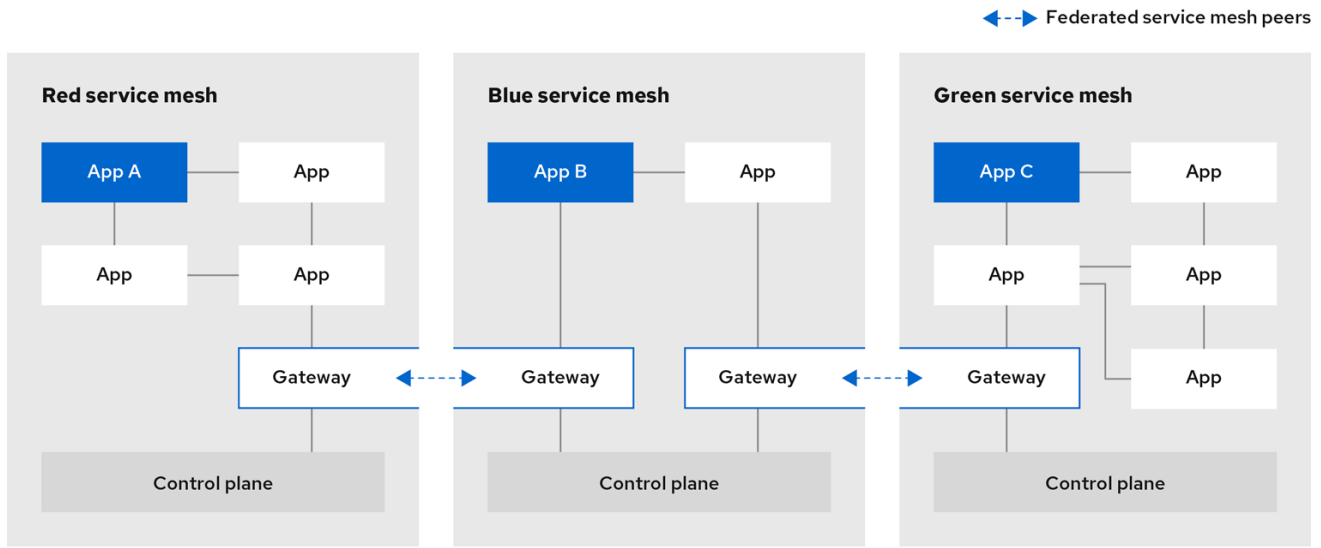 Federated service mesh peers
Red service mesh
Blue service mesh
Green service mesh
App A
App
App B
App
App C
App
App
App
App
App
Gateway
Gateway
Gateway
Gateway
App
Control plane
Control plane
Control plane